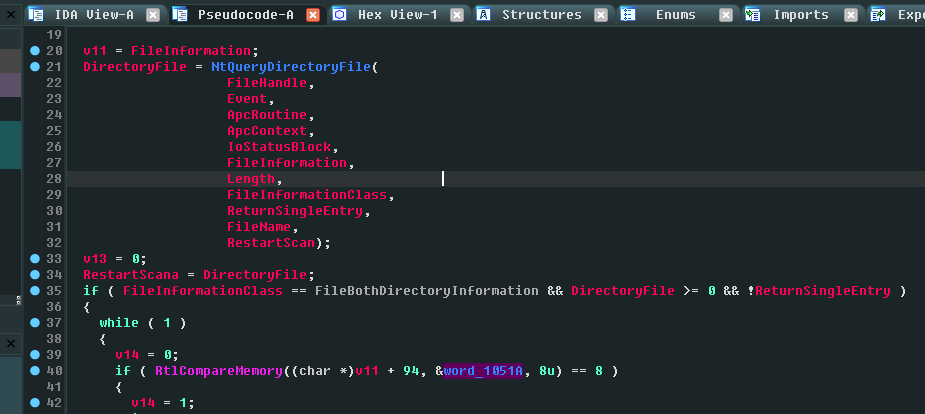 IDA View-A Pseudocode-A Hex View-1 Structures Enums Imports
19
20 v11 = FileInformation;
21 DirectoryFile = NtQueryDirectoryFile(
22 FileHandle,
23 Event,
24 ApcRoutine,
25 ApcContext,
26 IoStatusBlock,
27 FileInformation,
28 Length,
29 FileInformationClass,
30 ReturnSingleEntry,
31 FileName,
32 RestartScan);
33 v13 = 0;
34 RestartScana = DirectoryFile;
35 if ( FileInformationClass == FileBothDirectoryInformation && DirectoryFile >= 0 && !ReturnSingleEntry )
36 {
37 while ( 1 )
38 {
39 v14 = 0;
40 if ( RtlCompareMemory((char *)v11 + 94, &word_1051A, 8u) == 8 )
41 {
42 v14 = 1;